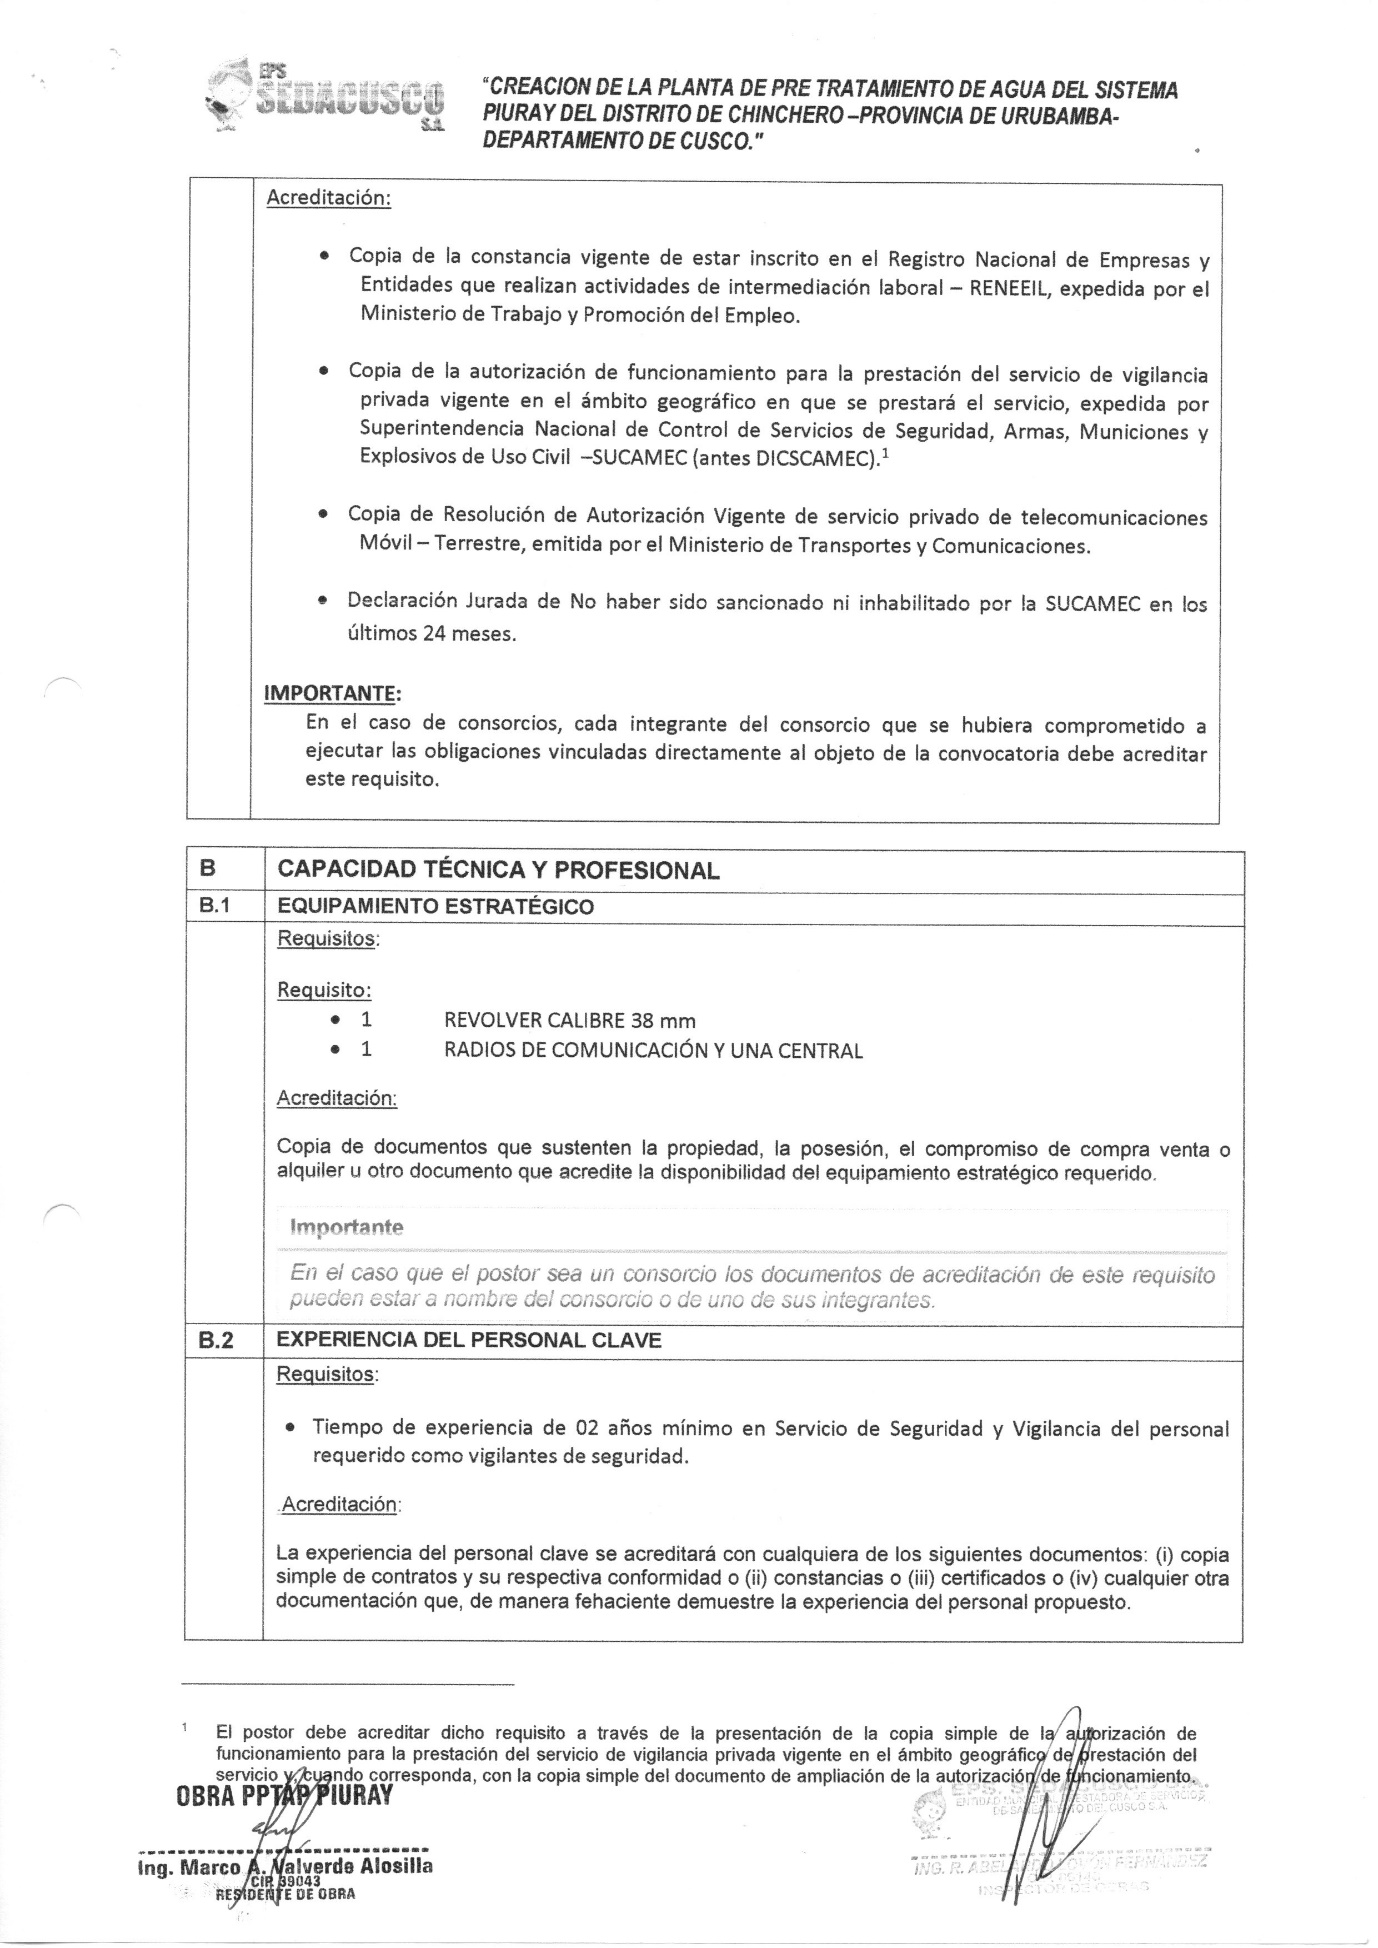 EPS
SEDACUSCO
S.A.
"CREACION DE LA PLANTA DE PRE TRATAMIENTO DE AGUA DEL SISTEMA
PIURAY DEL DISTRITO DE CHINCHERO –PROVINCIA DE URUBAMBA-
DEPARTAMENTO DE CUSCO."
Acreditación:
• Copia de la constancia vigente de estar inscrito en el Registro Nacional de Empresas y
Entidades que realizan actividades de intermediación laboral – RENEEIL, expedida por el
Ministerio de Trabajo y Promoción del Empleo.
• Copia de la autorización de funcionamiento para la prestación del servicio de vigilancia
privada vigente en el ámbito geográfico en que se prestará el servicio, expedida por
Superintendencia Nacional de Control de Servicios de Seguridad, Armas, Municiones y
Explosivos de Uso Civil –SUCAMEC (antes DICSCAMEC).¹
• Copia de Resolución de Autorización Vigente de servicio privado de telecomunicaciones
Móvil – Terrestre, emitida por el Ministerio de Transportes y Comunicaciones.
• Declaración Jurada de No haber sido sancionado ni inhabilitado por la SUCAMEC en los
últimos 24 meses.
IMPORTANTE:
En el caso de consorcios, cada integrante del consorcio que se hubiera comprometido a
ejecutar las obligaciones vinculadas directamente al objeto de la convocatoria debe acreditar
este requisito.
B CAPACIDAD TÉCNICA Y PROFESIONAL
B.1 EQUIPAMIENTO ESTRATÉGICO
Requisitos:
Requisito:
• 1 REVOLVER CALIBRE 38 mm
• 1 RADIOS DE COMUNICACIÓN Y UNA CENTRAL
Acreditación:
Copia de documentos que sustenten la propiedad, la posesión, el compromiso de compra venta o
alquiler u otro documento que acredite la disponibilidad del equipamiento estratégico requerido.
Importante
En el caso que el postor sea un consorcio los documentos de acreditación de este requisito
pueden estar a nombre del consorcio o de uno de sus integrantes.
B.2 EXPERIENCIA DEL PERSONAL CLAVE
Requisitos:
• Tiempo de experiencia de 02 años mínimo en Servicio de Seguridad y Vigilancia del personal
requerido como vigilantes de seguridad.
.Acreditación:
La experiencia del personal clave se acreditará con cualquiera de los siguientes documentos: (i) copia
simple de contratos y su respectiva conformidad o (ii) constancias o (iii) certificados o (iv) cualquier otra
documentación que, de manera fehaciente demuestre la experiencia del personal propuesto.
¹ El postor debe acreditar dicho requisito a través de la presentación de la copia simple de la autorización de
funcionamiento para la prestación del servicio de vigilancia privada vigente en el ámbito geográfico de prestación del
servicio y, cuando corresponda, con la copia simple del documento de ampliación de la autorización de funcionamiento.
OBRA PPTAP PIURAY
Ing. Marco A. Valverde Alosilla
CIP 39043
RESIDENTE DE OBRA
EPS. SEDACUSCO S.A.
ENTIDAD MUNICIPAL PRESTADORA DE SERVICIOS
DE SANEAMIENTO DEL CUSCO S.A.
ING. R. FERNANDEZ
INSPECTOR DE OBRAS